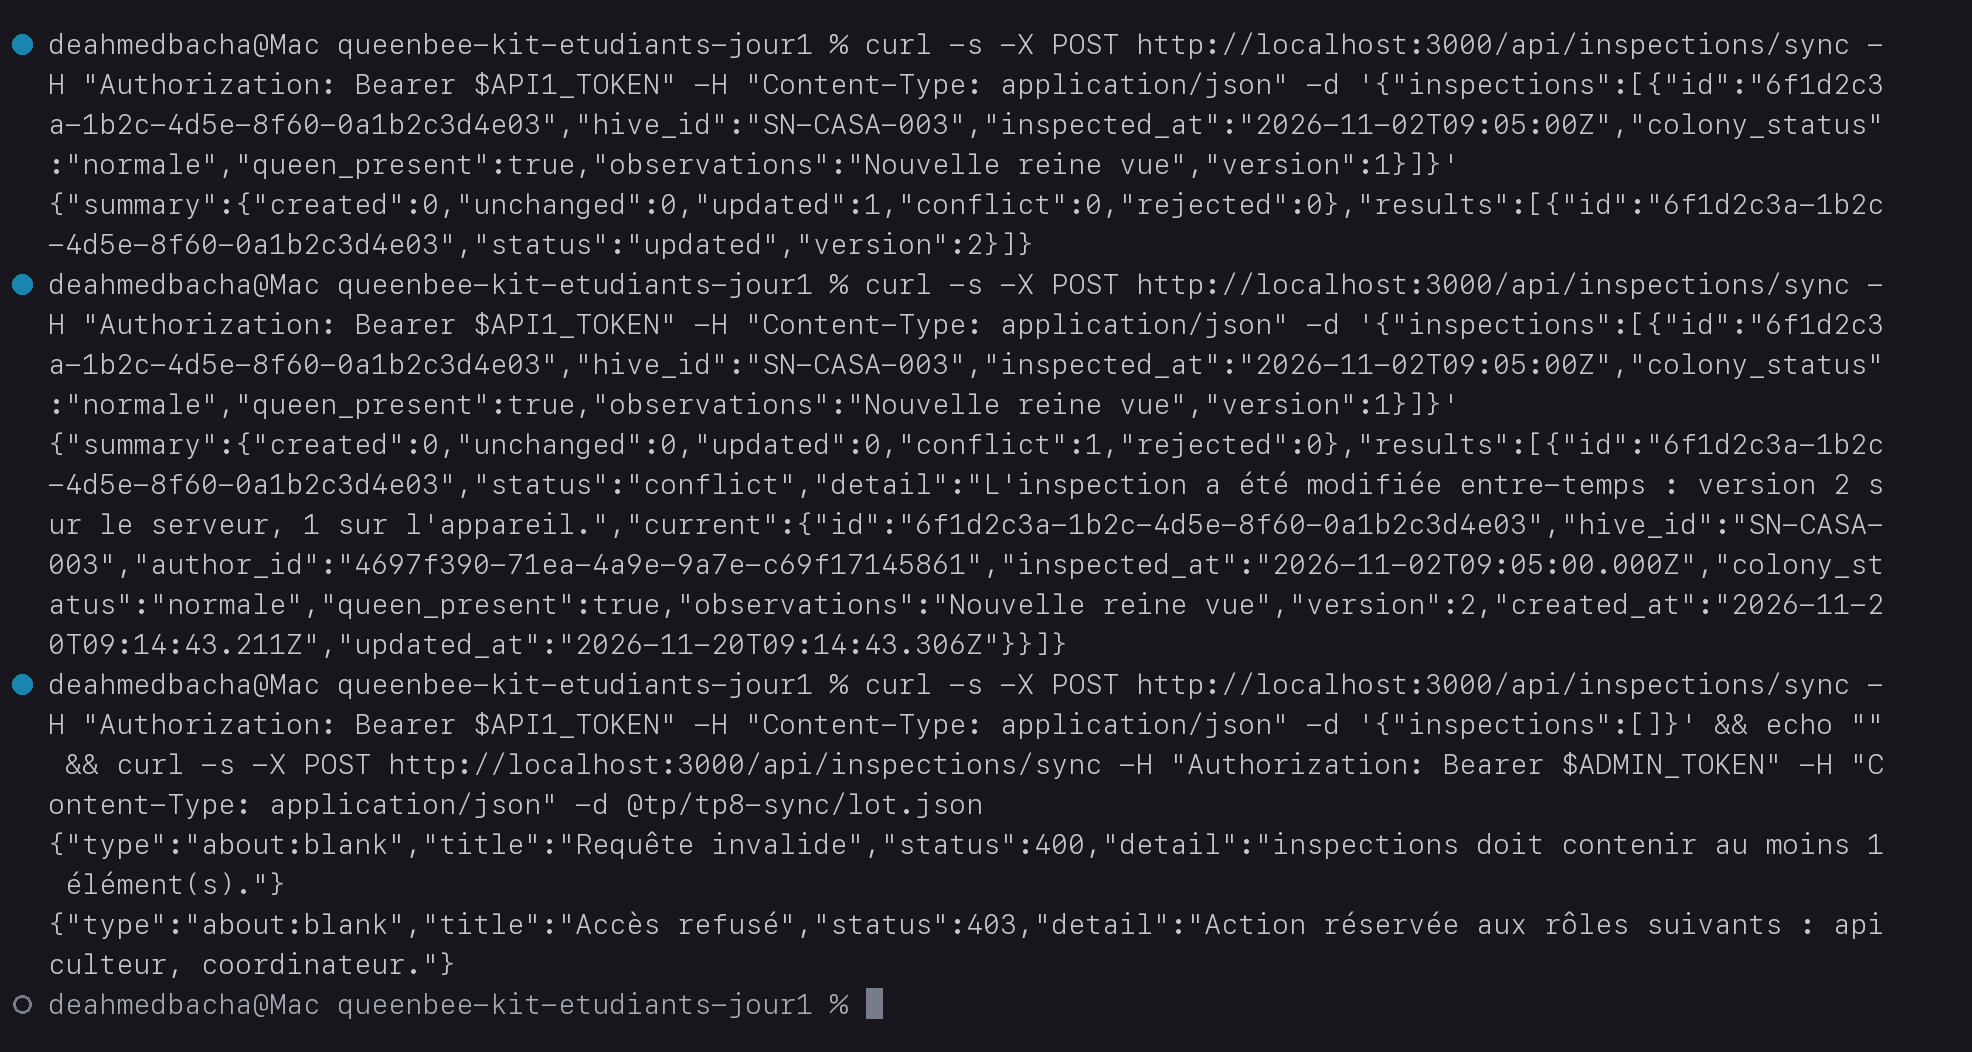 deahmedbacha@Mac queenbee-kit-etudiants-jour1 % curl -s -X POST http://localhost:3000/api/inspections/sync -
H "Authorization: Bearer $API1_TOKEN" -H "Content-Type: application/json" -d '{"inspections":[{"id":"6f1d2c3
a-1b2c-4d5e-8f60-0a1b2c3d4e03","hive_id":"SN-CASA-003","inspected_at":"2026-11-02T09:05:00Z","colony_status"
:"normale","queen_present":true,"observations":"Nouvelle reine vue","version":1}]}'
{"summary":{"created":0,"unchanged":0,"updated":1,"conflict":0,"rejected":0},"results":[{"id":"6f1d2c3a-1b2c
-4d5e-8f60-0a1b2c3d4e03","status":"updated","version":2}]}
deahmedbacha@Mac queenbee-kit-etudiants-jour1 % curl -s -X POST http://localhost:3000/api/inspections/sync -
H "Authorization: Bearer $API1_TOKEN" -H "Content-Type: application/json" -d '{"inspections":[{"id":"6f1d2c3
a-1b2c-4d5e-8f60-0a1b2c3d4e03","hive_id":"SN-CASA-003","inspected_at":"2026-11-02T09:05:00Z","colony_status"
:"normale","queen_present":true,"observations":"Nouvelle reine vue","version":1}]}'
{"summary":{"created":0,"unchanged":0,"updated":0,"conflict":1,"rejected":0},"results":[{"id":"6f1d2c3a-1b2c
-4d5e-8f60-0a1b2c3d4e03","status":"conflict","detail":"L'inspection a été modifiée entre-temps : version 2 s
ur le serveur, 1 sur l'appareil.","current":{"id":"6f1d2c3a-1b2c-4d5e-8f60-0a1b2c3d4e03","hive_id":"SN-CASA-
003","author_id":"4697f390-71ea-4a9e-9a7e-c69f17145861","inspected_at":"2026-11-02T09:05:00.000Z","colony_st
atus":"normale","queen_present":true,"observations":"Nouvelle reine vue","version":2,"created_at":"2026-11-2
0T09:14:43.211Z","updated_at":"2026-11-20T09:14:43.306Z"}}]}
deahmedbacha@Mac queenbee-kit-etudiants-jour1 % curl -s -X POST http://localhost:3000/api/inspections/sync -
H "Authorization: Bearer $API1_TOKEN" -H "Content-Type: application/json" -d '{"inspections":[]}' && echo ""
 && curl -s -X POST http://localhost:3000/api/inspections/sync -H "Authorization: Bearer $ADMIN_TOKEN" -H "C
ontent-Type: application/json" -d @tp/tp8-sync/lot.json
{"type":"about:blank","title":"Requête invalide","status":400,"detail":"inspections doit contenir au moins 1
 élément(s)."}
{"type":"about:blank","title":"Accès refusé","status":403,"detail":"Action réservée aux rôles suivants : api
culteur, coordinateur."}
deahmedbacha@Mac queenbee-kit-etudiants-jour1 %